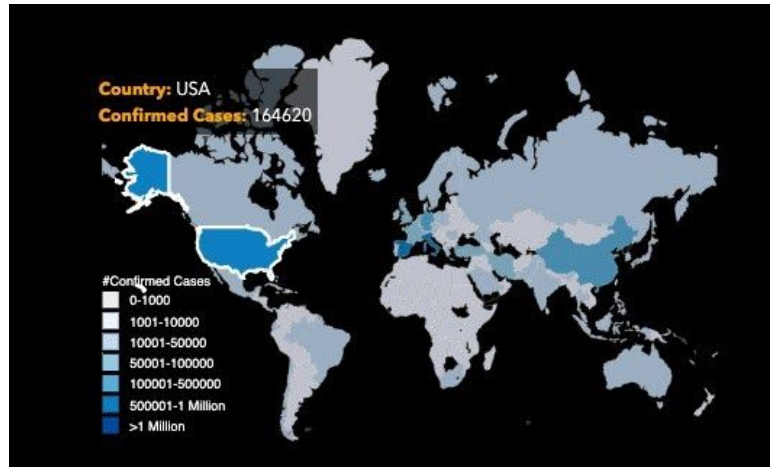 Country: USA
Confirmed Cases: 164620
#Confirmed Cases
0-1000
1001-10000
10001-50000
50001-100000
100001-500000
500001-1 Million
>1 Million